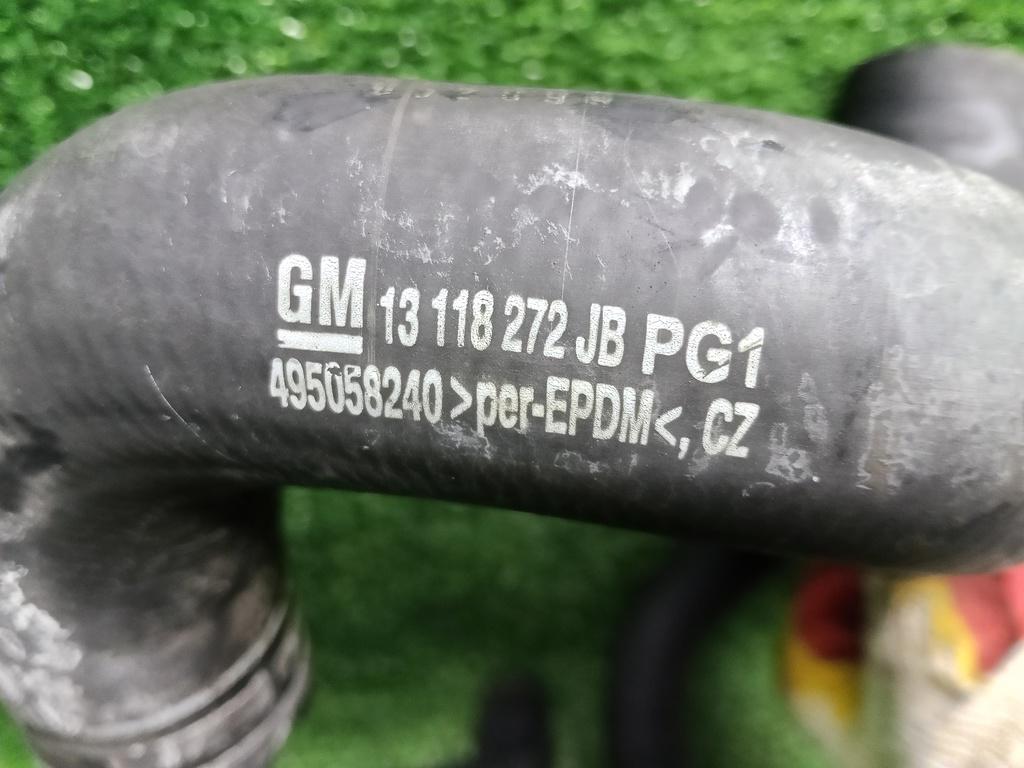 GM 13 118 272 JB PG1
495058240 >per-EPDM<, CZ